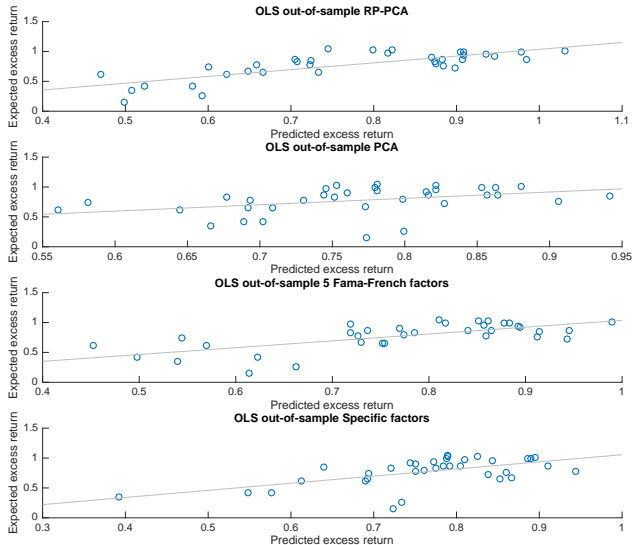 OLS out-of-sample RP-PCA
Expected excess return
1.5
1
0.5
0
0.4 0.5 0.6 0.7 0.8 0.9 1 1.1
Predicted excess return
OLS out-of-sample PCA
Expected excess return
1.5
1
0.5
0
0.55 0.6 0.65 0.7 0.75 0.8 0.85 0.9 0.95
Predicted excess return
OLS out-of-sample 5 Fama-French factors
Expected excess return
1.5
1
0.5
0
0.4 0.5 0.6 0.7 0.8 0.9 1
Predicted excess return
OLS out-of-sample Specific factors
Expected excess return
1.5
1
0.5
0
0.3 0.4 0.5 0.6 0.7 0.8 0.9 1
Predicted excess return